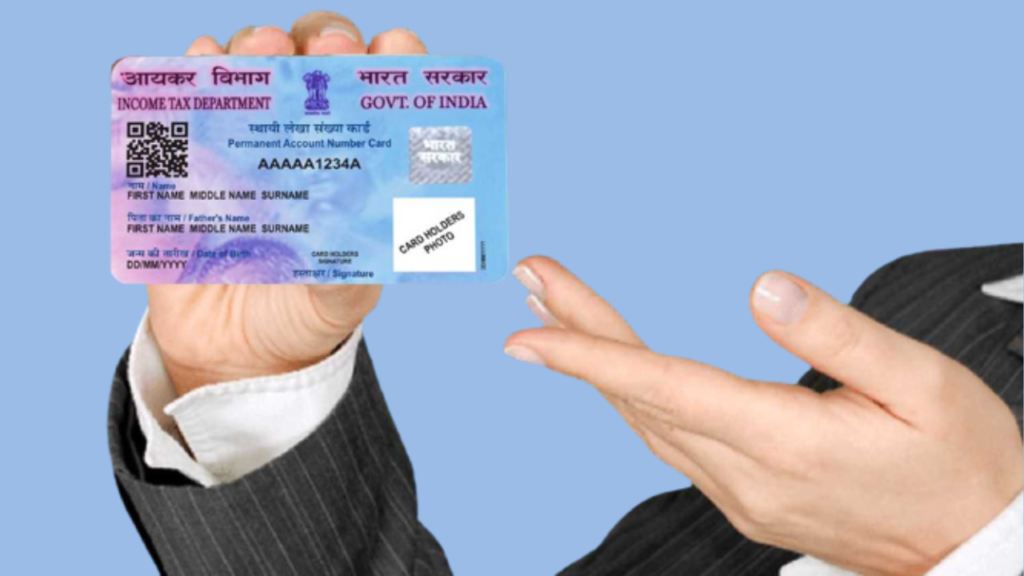 आयकर विभाग
भारत सरकार
INCOME TAX DEPARTMENT
GOVT. OF INDIA
स्थायी लेखा संख्या कार्ड
Permanent Account Number Card
AAAAA1234A
भारत
सरकार
नाम / Name
FIRST NAME MIDDLE NAME SURNAME
पिता का नाम / Father's Name
FIRST NAME MIDDLE NAME SURNAME
CARD HOLDERS
PHOTO
जन्म की तारीख / Date of Birth
DD/MM/YYYY
CARD HOLDERS
SIGNATURE
हस्ताक्षर / Signature